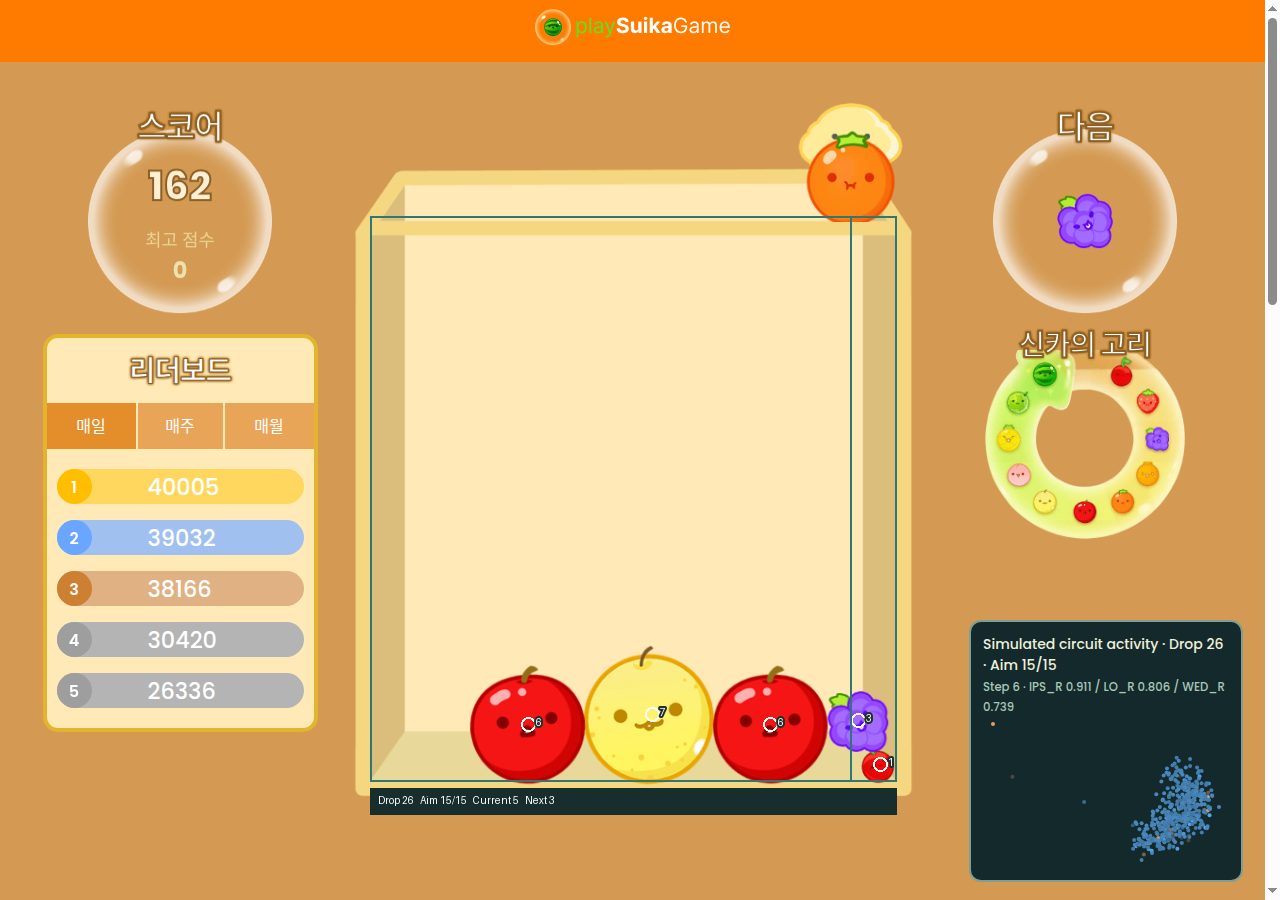 playSuikaGame
스코어
162
최고 점수
0
다음
리더보드
매일 매주 매월
1 40005
2 39032
3 38166
4 30420
5 26336
신카의 고리
6
7
6
3
1
Drop 26 Aim 15/15 Current 5 Next 3
Simulated circuit activity · Drop 26
· Aim 15/15
Step 6 · IPS_R 0.911 / LO_R 0.806 / WED_R
0.739